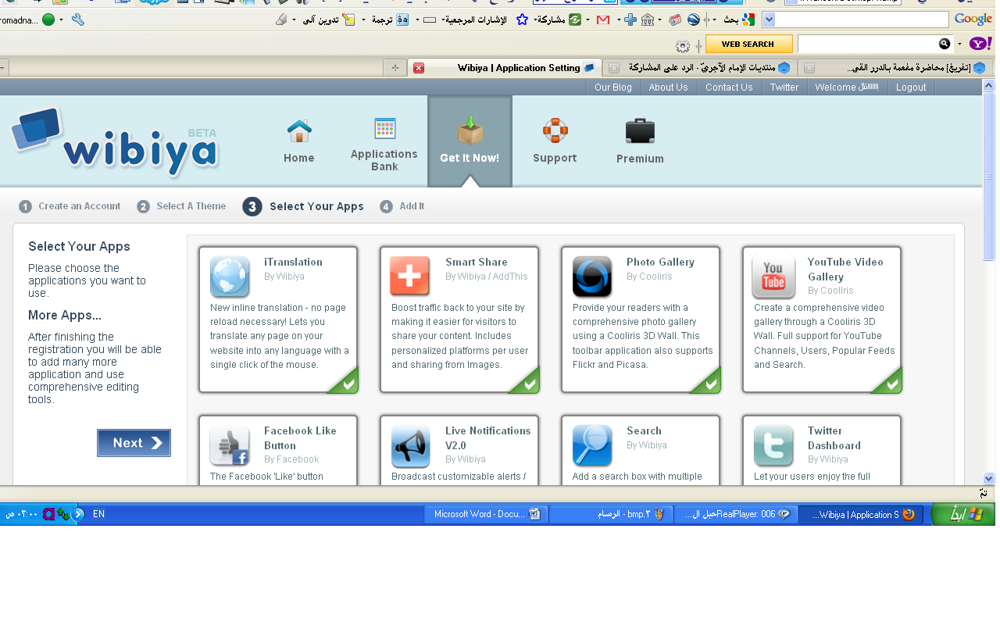 romadna...
ترجمة
تدوين آلي
الإشارات المرجعية
مشاركة
بحث
Google
WEB SEARCH
Y!
Wibiya | Application Setting
منتديات الإمام الآجريّ - الرد على المشاركة
[تفريغ] محاضرة مفعمة بالدرر القي...
Our Blog
About Us
Contact Us
Twitter
Welcome
Logout
wibiya
BETA
Home
Applications Bank
Get It Now!
Support
Premium
1 Create an Account
2 Select A Theme
3 Select Your Apps
4 Add It
Select Your Apps
Please choose the
applications you want to
use.
More Apps...
After finishing the
registration you will be able
to add many more
application and use
comprehensive editing
tools.
Next
iTranslation
By Wibiya
New inline translation - no page
reload necessary! Lets you
translate any page on your
website into any language with a
single click of the mouse.
Smart Share
By Wibiya / AddThis
Boost traffic back to your site by
making it easier for visitors to
share your content. Includes
personalized platforms per user
and sharing from Images.
Photo Gallery
By Cooliris
Provide your readers with a
comprehensive photo gallery
using a Cooliris 3D Wall. This
toolbar application also supports
Flickr and Picasa.
You
Tube
YouTube Video
Gallery
By CoolIris
Create a comprehensive video
gallery through a Cooliris 3D
Wall. Full support for YouTube
Channels, Users, Popular Feeds
and Search.
Facebook Like
Button
By Facebook
The Facebook 'Like' button
Live Notifications
V2.0
By Wibiya
Broadcast customizable alerts /
Search
By Wibiya
Add a search box with multiple
Twitter
Dashboard
By Wibiya
Let your users enjoy the full
تمّ
ابدأ
Wibiya | Application S...
RealPlayer: 006حبل ال...
٢.bmp - الرسام
Microsoft Word - Docu...
EN
٠٣:٠٠ ص